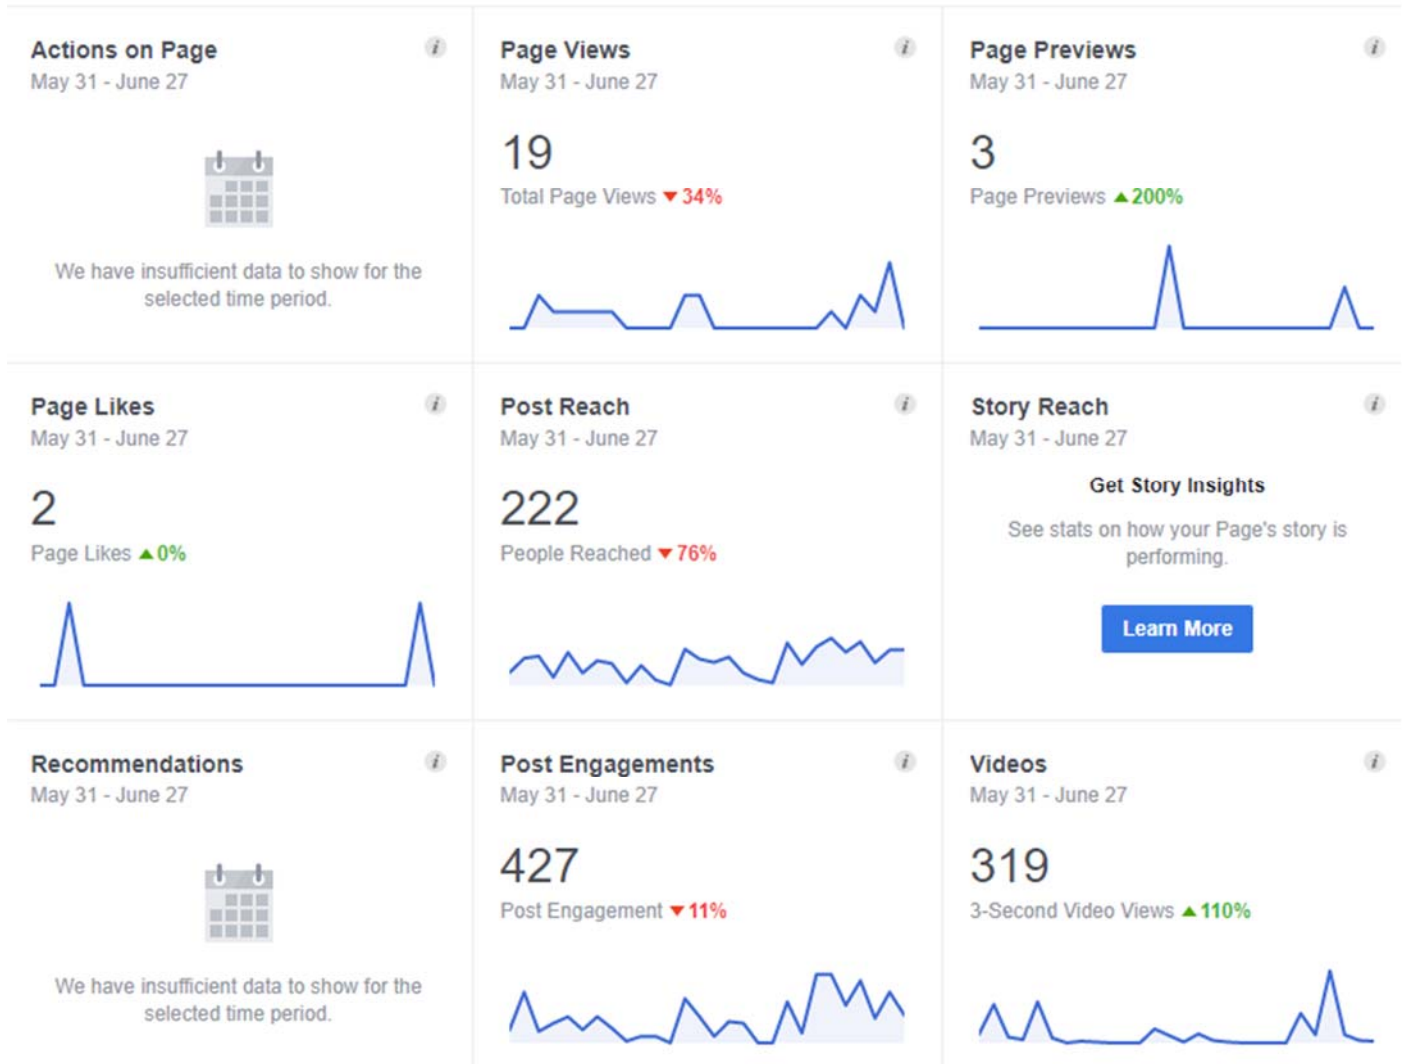 Actions on Page
May 31 - June 27
We have insufficient data to show for the
selected time period.
Page Views
May 31 - June 27
19
Total Page Views ▼ 34%
Page Previews
May 31 - June 27
3
Page Previews ▲ 200%
Page Likes
May 31 - June 27
2
Page Likes ▲ 0%
Post Reach
May 31 - June 27
222
People Reached ▼ 76%
Story Reach
May 31 - June 27
Get Story Insights
See stats on how your Page's story is
performing.
Learn More
Recommendations
May 31 - June 27
We have insufficient data to show for the
selected time period.
Post Engagements
May 31 - June 27
427
Post Engagement ▼ 11%
Videos
May 31 - June 27
319
3-Second Video Views ▲ 110%